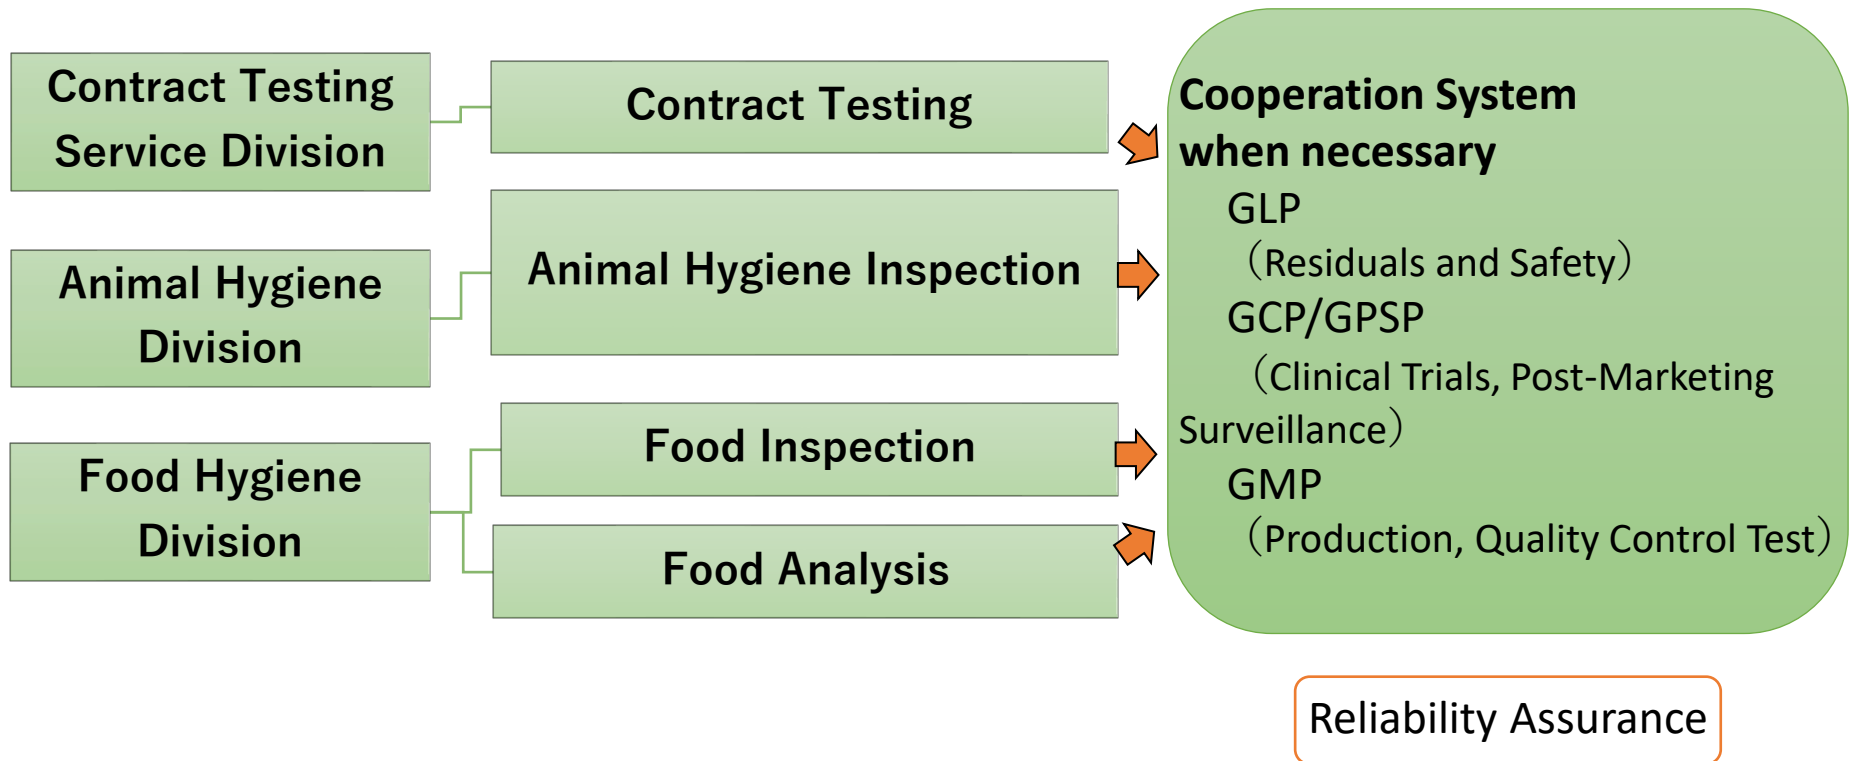 Contract Testing
Service Division
Contract Testing
Animal Hygiene
Division
Animal Hygiene Inspection
Food Hygiene
Division
Food Inspection
Food Analysis
Cooperation System
when necessary
GLP
（Residuals and Safety）
GCP/GPSP
（Clinical Trials, Post-Marketing
Surveillance）
GMP
（Production, Quality Control Test）
Reliability Assurance